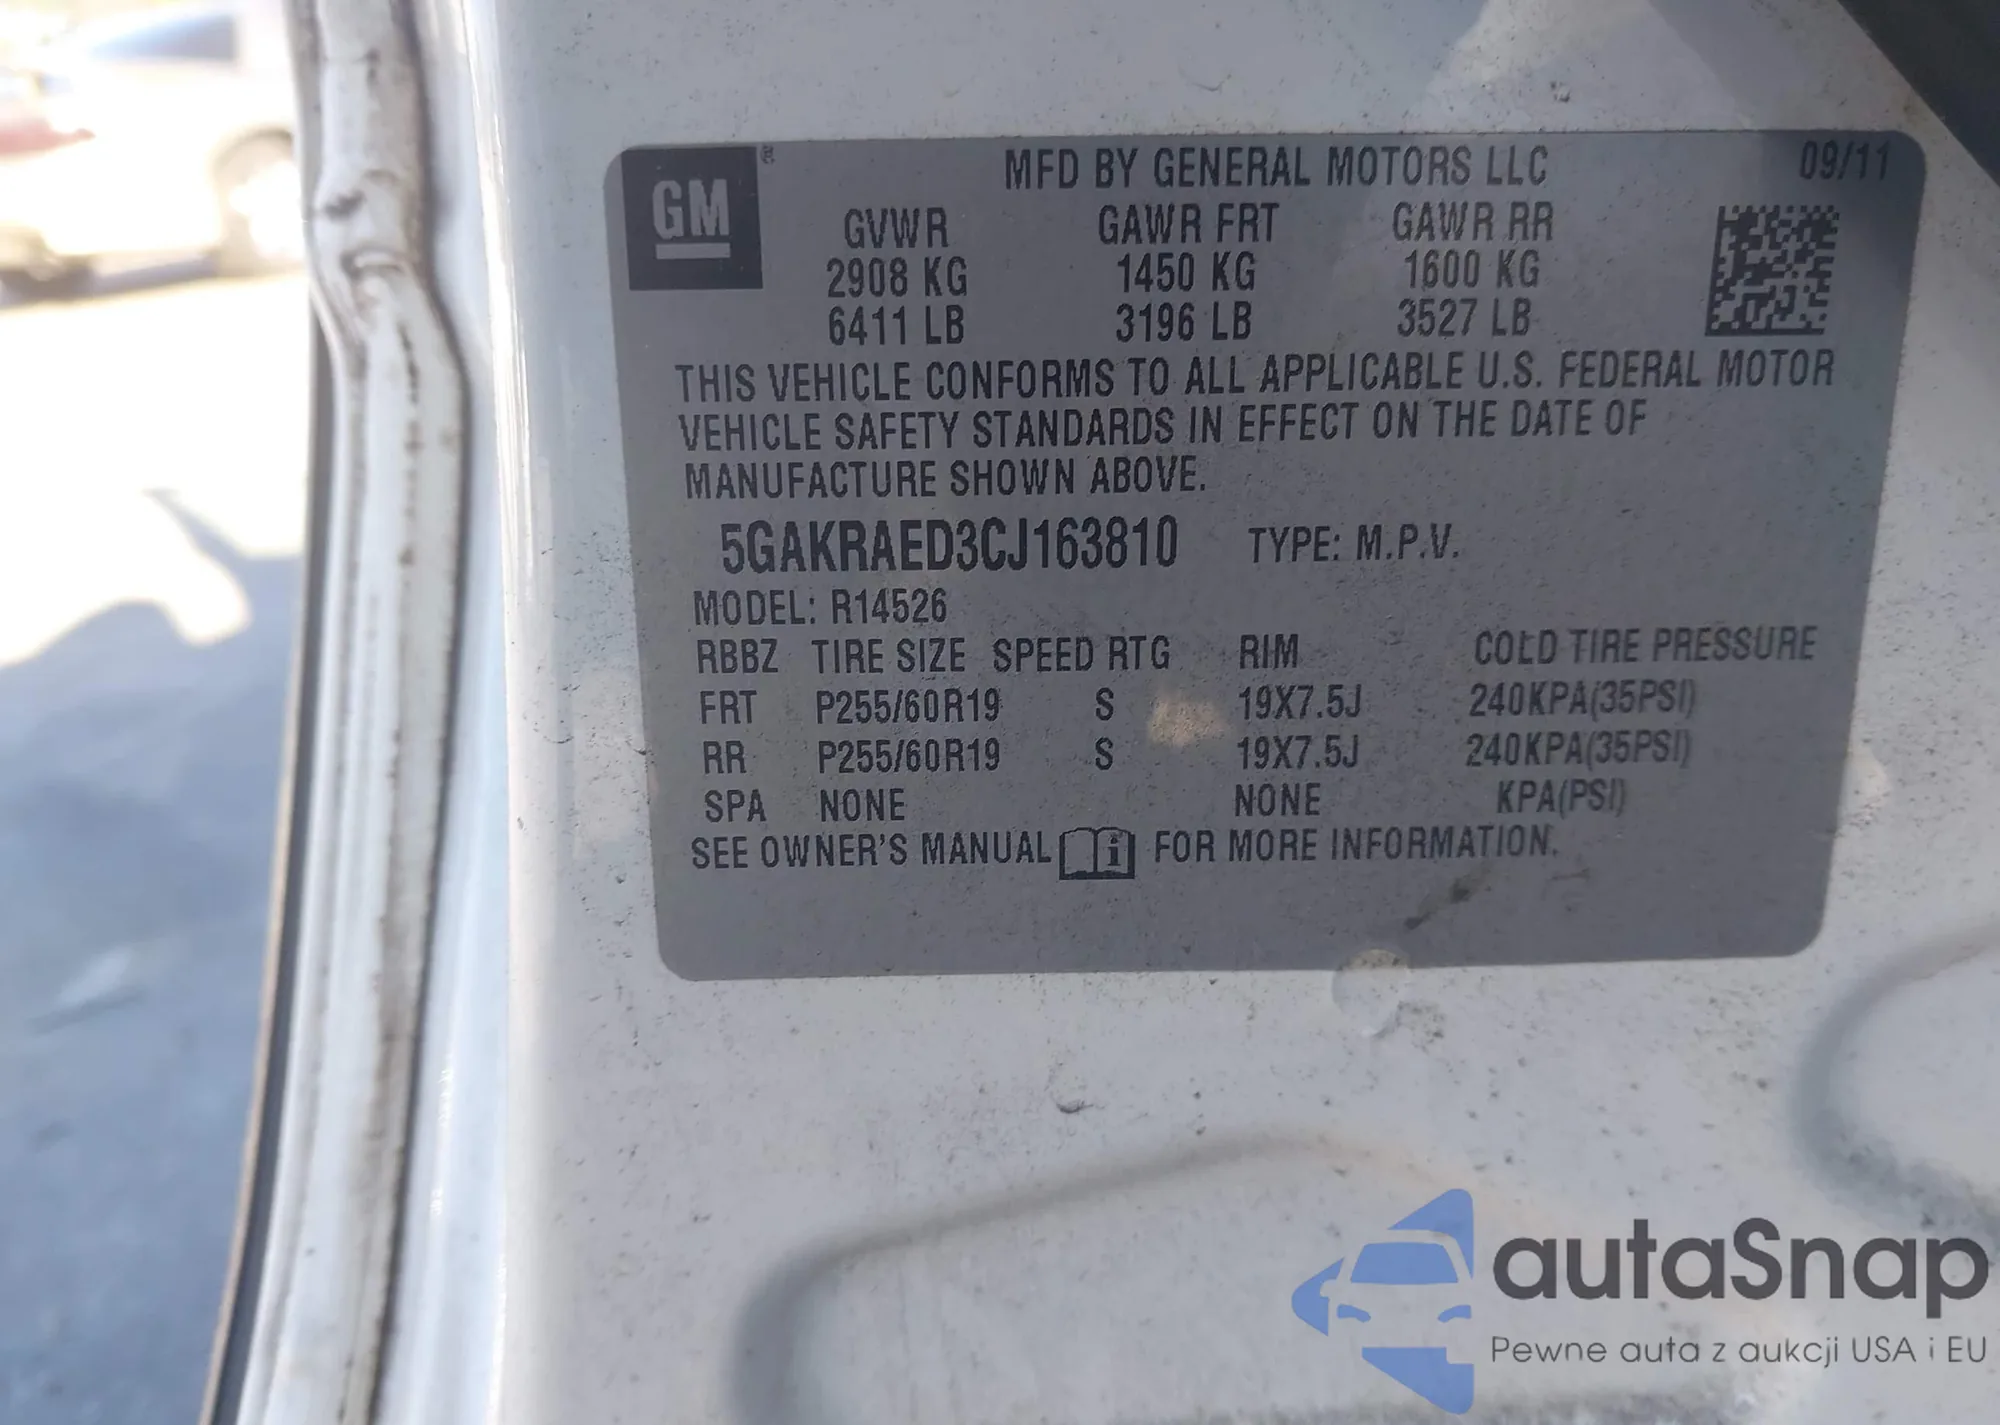 GM
MFD BY GENERAL MOTORS LLC 09/11
GVWR GAWR FRT GAWR RR
2908 KG 1450 KG 1600 KG
6411 LB 3196 LB 3527 LB
THIS VEHICLE CONFORMS TO ALL APPLICABLE U.S. FEDERAL MOTOR
VEHICLE SAFETY STANDARDS IN EFFECT ON THE DATE OF
MANUFACTURE SHOWN ABOVE.
5GAKRAED3CJ163810 TYPE: M.P.V.
MODEL: R14526
RBBZ TIRE SIZE SPEED RTG RIM COLD TIRE PRESSURE
FRT P255/60R19 S 19X7.5J 240KPA(35PSI)
RR P255/60R19 S 19X7.5J 240KPA(35PSI)
SPA NONE NONE KPA(PSI)
SEE OWNER'S MANUAL i FOR MORE INFORMATION.
autaSnap
Pewne auta z aukcji USA i EU